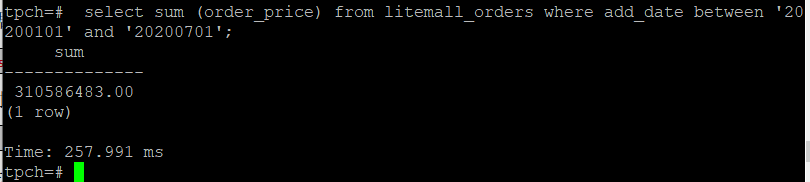 tpch=#  select sum (order_price) from litemall_orders where add_date between '20
200101' and '20200701';
     sum
--------------
 310586483.00
(1 row)
Time: 257.991 ms
tpch=#